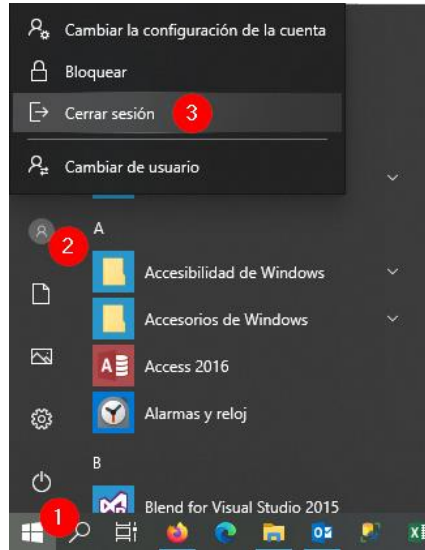 Cambiar la configuración de la cuenta
Bloquear
Cerrar sesión 3
Cambiar de usuario
2
A
Accesibilidad de Windows
Accesorios de Windows
A Access 2016
Alarmas y reloj
B
Blend for Visual Studio 2015
1